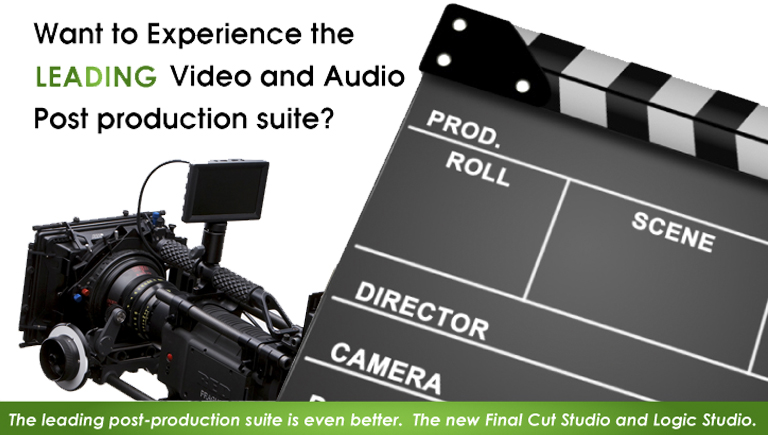 Want to Experience the
LEADING Video and Audio
Post production suite?
PROD.
ROLL
SCENE
DIRECTOR
CAMERA
The leading post-production suite is even better. The new Final Cut Studio and Logic Studio.